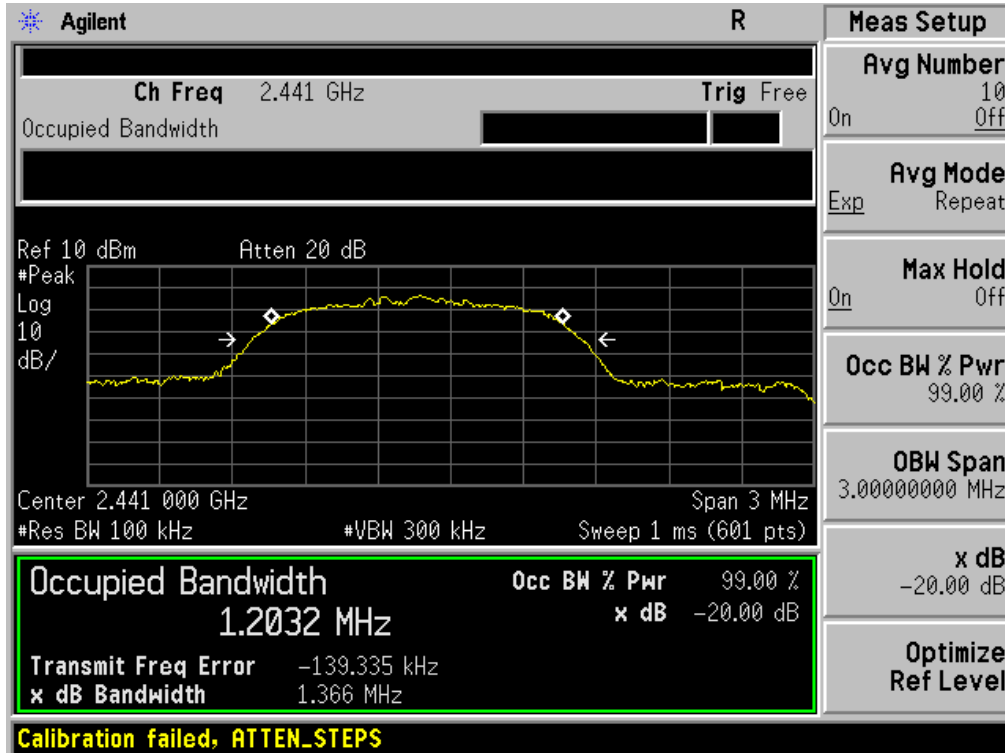 Agilent R
Ch Freq 2.441 GHz Trig Free
Occupied Bandwidth
Ref 10 dBm Atten 20 dB
#Peak
Log
10
dB/
Center 2.441 000 GHz Span 3 MHz
#Res BW 100 kHz #VBW 300 kHz Sweep 1 ms (601 pts)
Occupied Bandwidth Occ BW % Pwr 99.00 %
1.2032 MHz x dB -20.00 dB
Transmit Freq Error -139.335 kHz
x dB Bandwidth 1.366 MHz
Calibration failed, ATTEN_STEPS
Meas Setup
Avg Number
10
On Off
Avg Mode
Exp Repeat
Max Hold
On Off
Occ BW % Pwr
99.00 %
OBW Span
3.00000000 MHz
x dB
-20.00 dB
Optimize
Ref Level